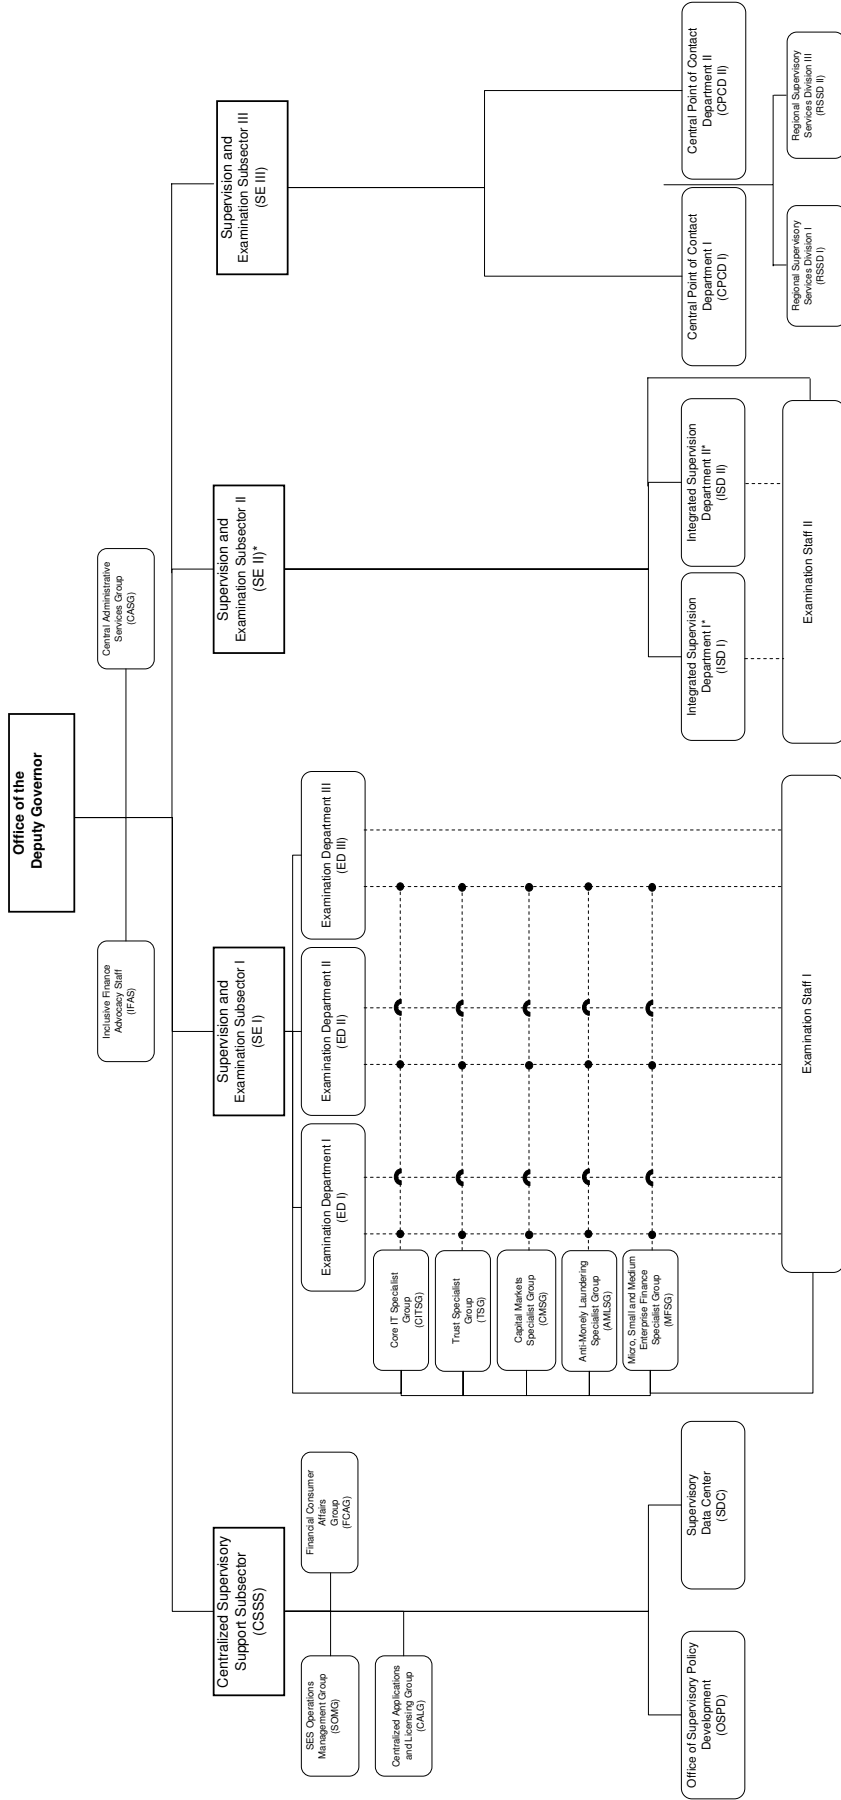 Office of the
Deputy Governor
Inclusive Finance
Advocacy Staff
(IFAS)
Central Administrative
Services Group
(CASG)
Centralized Supervisory
Support Subsector
(CSSS)
Supervision and
Examination Subsector I
(SE I)
Supervision and
Examination Subsector II
(SE II)*
Supervision and
Examination Subsector III
(SE III)
SES Operations
Management Group
(SOMG)
Financial Consumer
Affairs
Group
(FCAG)
Centralized Applications
and Licensing Group
(CALG)
Office of Supervisory Policy
Development
(OSPD)
Supervisory
Data Center
(SDC)
Examination Department I
(ED I)
Examination Department II
(ED II)
Examination Department III
(ED III)
Core IT Specialist
Group
(CITSG)
Trust Specialist
Group
(TSG)
Capital Markets
Specialist Group
(CMSG)
Anti-Monely Laundering
Specialist Group
(AMLSG)
Micro, Small and Medium
Enterprise Finance
Specialist Group
(MFSG)
Examination Staff I
Integrated Supervision
Department I*
(ISD I)
Integrated Supervision
Department II*
(ISD II)
Examination Staff II
Central Point of Contact
Department I
(CPCD I)
Central Point of Contact
Department II
(CPCD II)
Regional Supervisory
Services Division I
(RSSD I)
Regional Supervisory
Services Division III
(RSSD II)